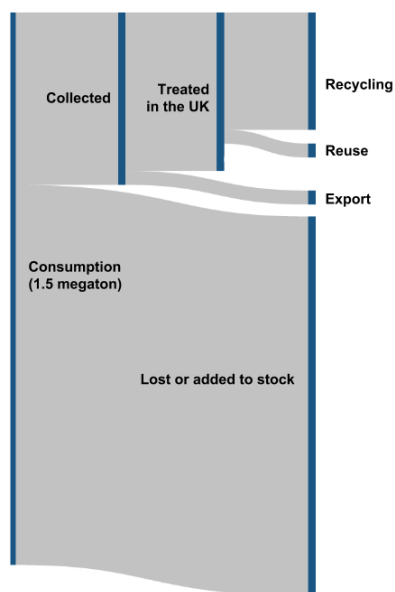 Collected
Treated
in the UK
Recycling
Reuse
Export
Consumption
(1.5 megaton)
Lost or added to stock